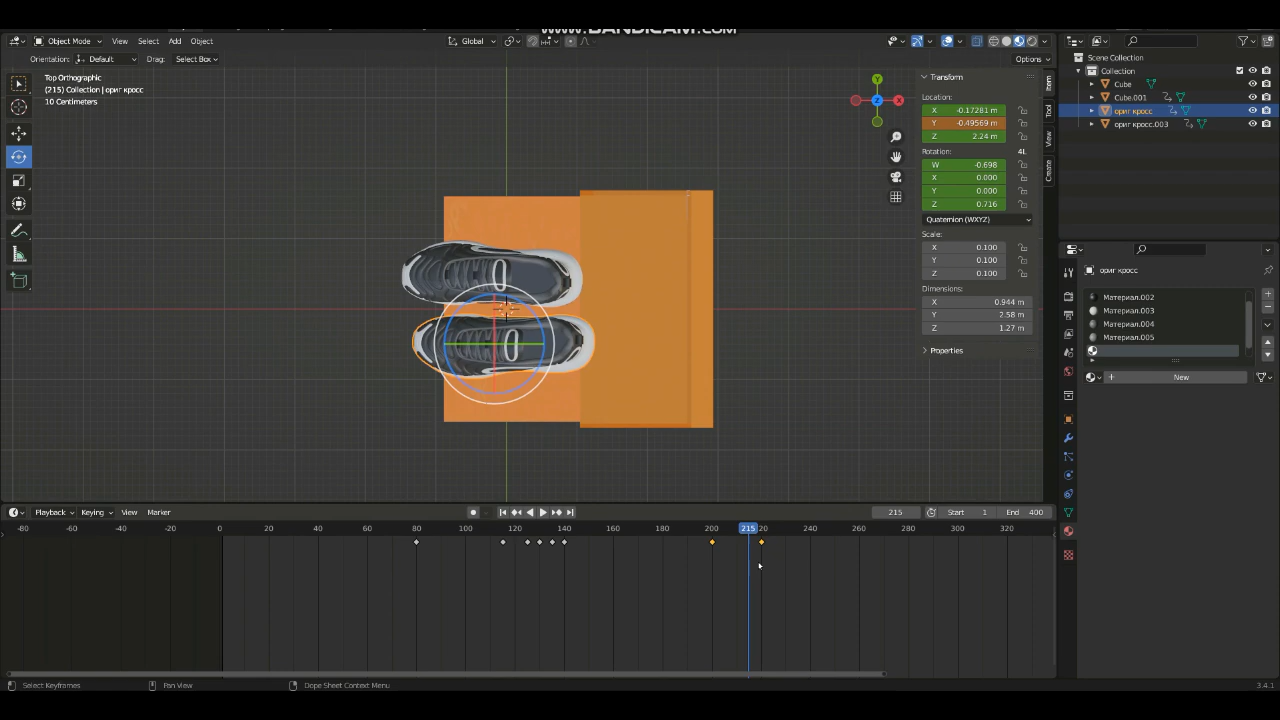 www.BANDICAM.com
Object Mode View Select Add Object Global
Orientation: Default Drag: Select Box Options
Top Orthographic
(215) Collection | ориг кросс
10 Centimeters
Y
X
Z
Transform
Location:
X -0.17281 m
Y -0.49569 m
Z 2.24 m
Rotation: 4L
W -0.698
X 0.000
Y 0.000
Z 0.716
Quaternion (WXYZ)
Scale:
X 0.100
Y 0.100
Z 0.100
Dimensions:
X 0.944 m
Y 2.58 m
Z 1.27 m
Properties
Item
Tool
View
Create
Scene Collection
Collection
Cube
Cube.001
ориг кросс
ориг кросс.003
ориг кросс
Материал.002
Материал.003
Материал.004
Материал.005
New
Playback Keying View Marker 215 Start 1 End 400
-80 -60 -40 -20 0 20 40 60 80 100 120 140 160 180 200 215 20 240 260 280 300 320
Select Keyframes Pan View Dope Sheet Context Menu 3.4.1